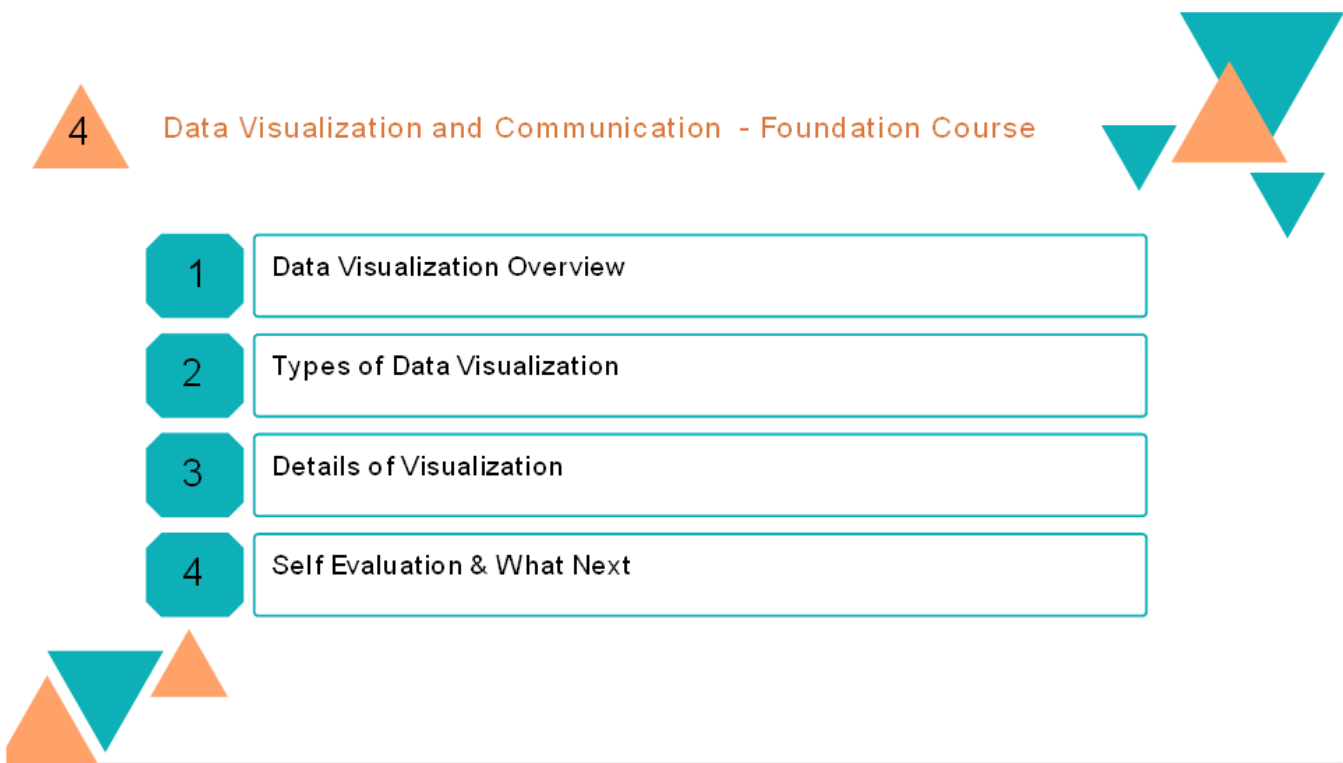 4
Data Visualization and Communication - Foundation Course
1
Data Visualization Overview
2
Types of Data Visualization
3
Details of Visualization
4
Self Evaluation & What Next